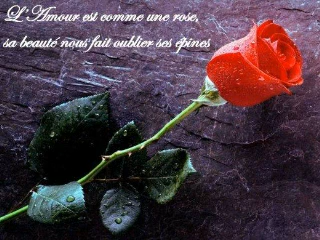 L'Amour est comme une rose,
sa beauté nous fait oublier ses épines